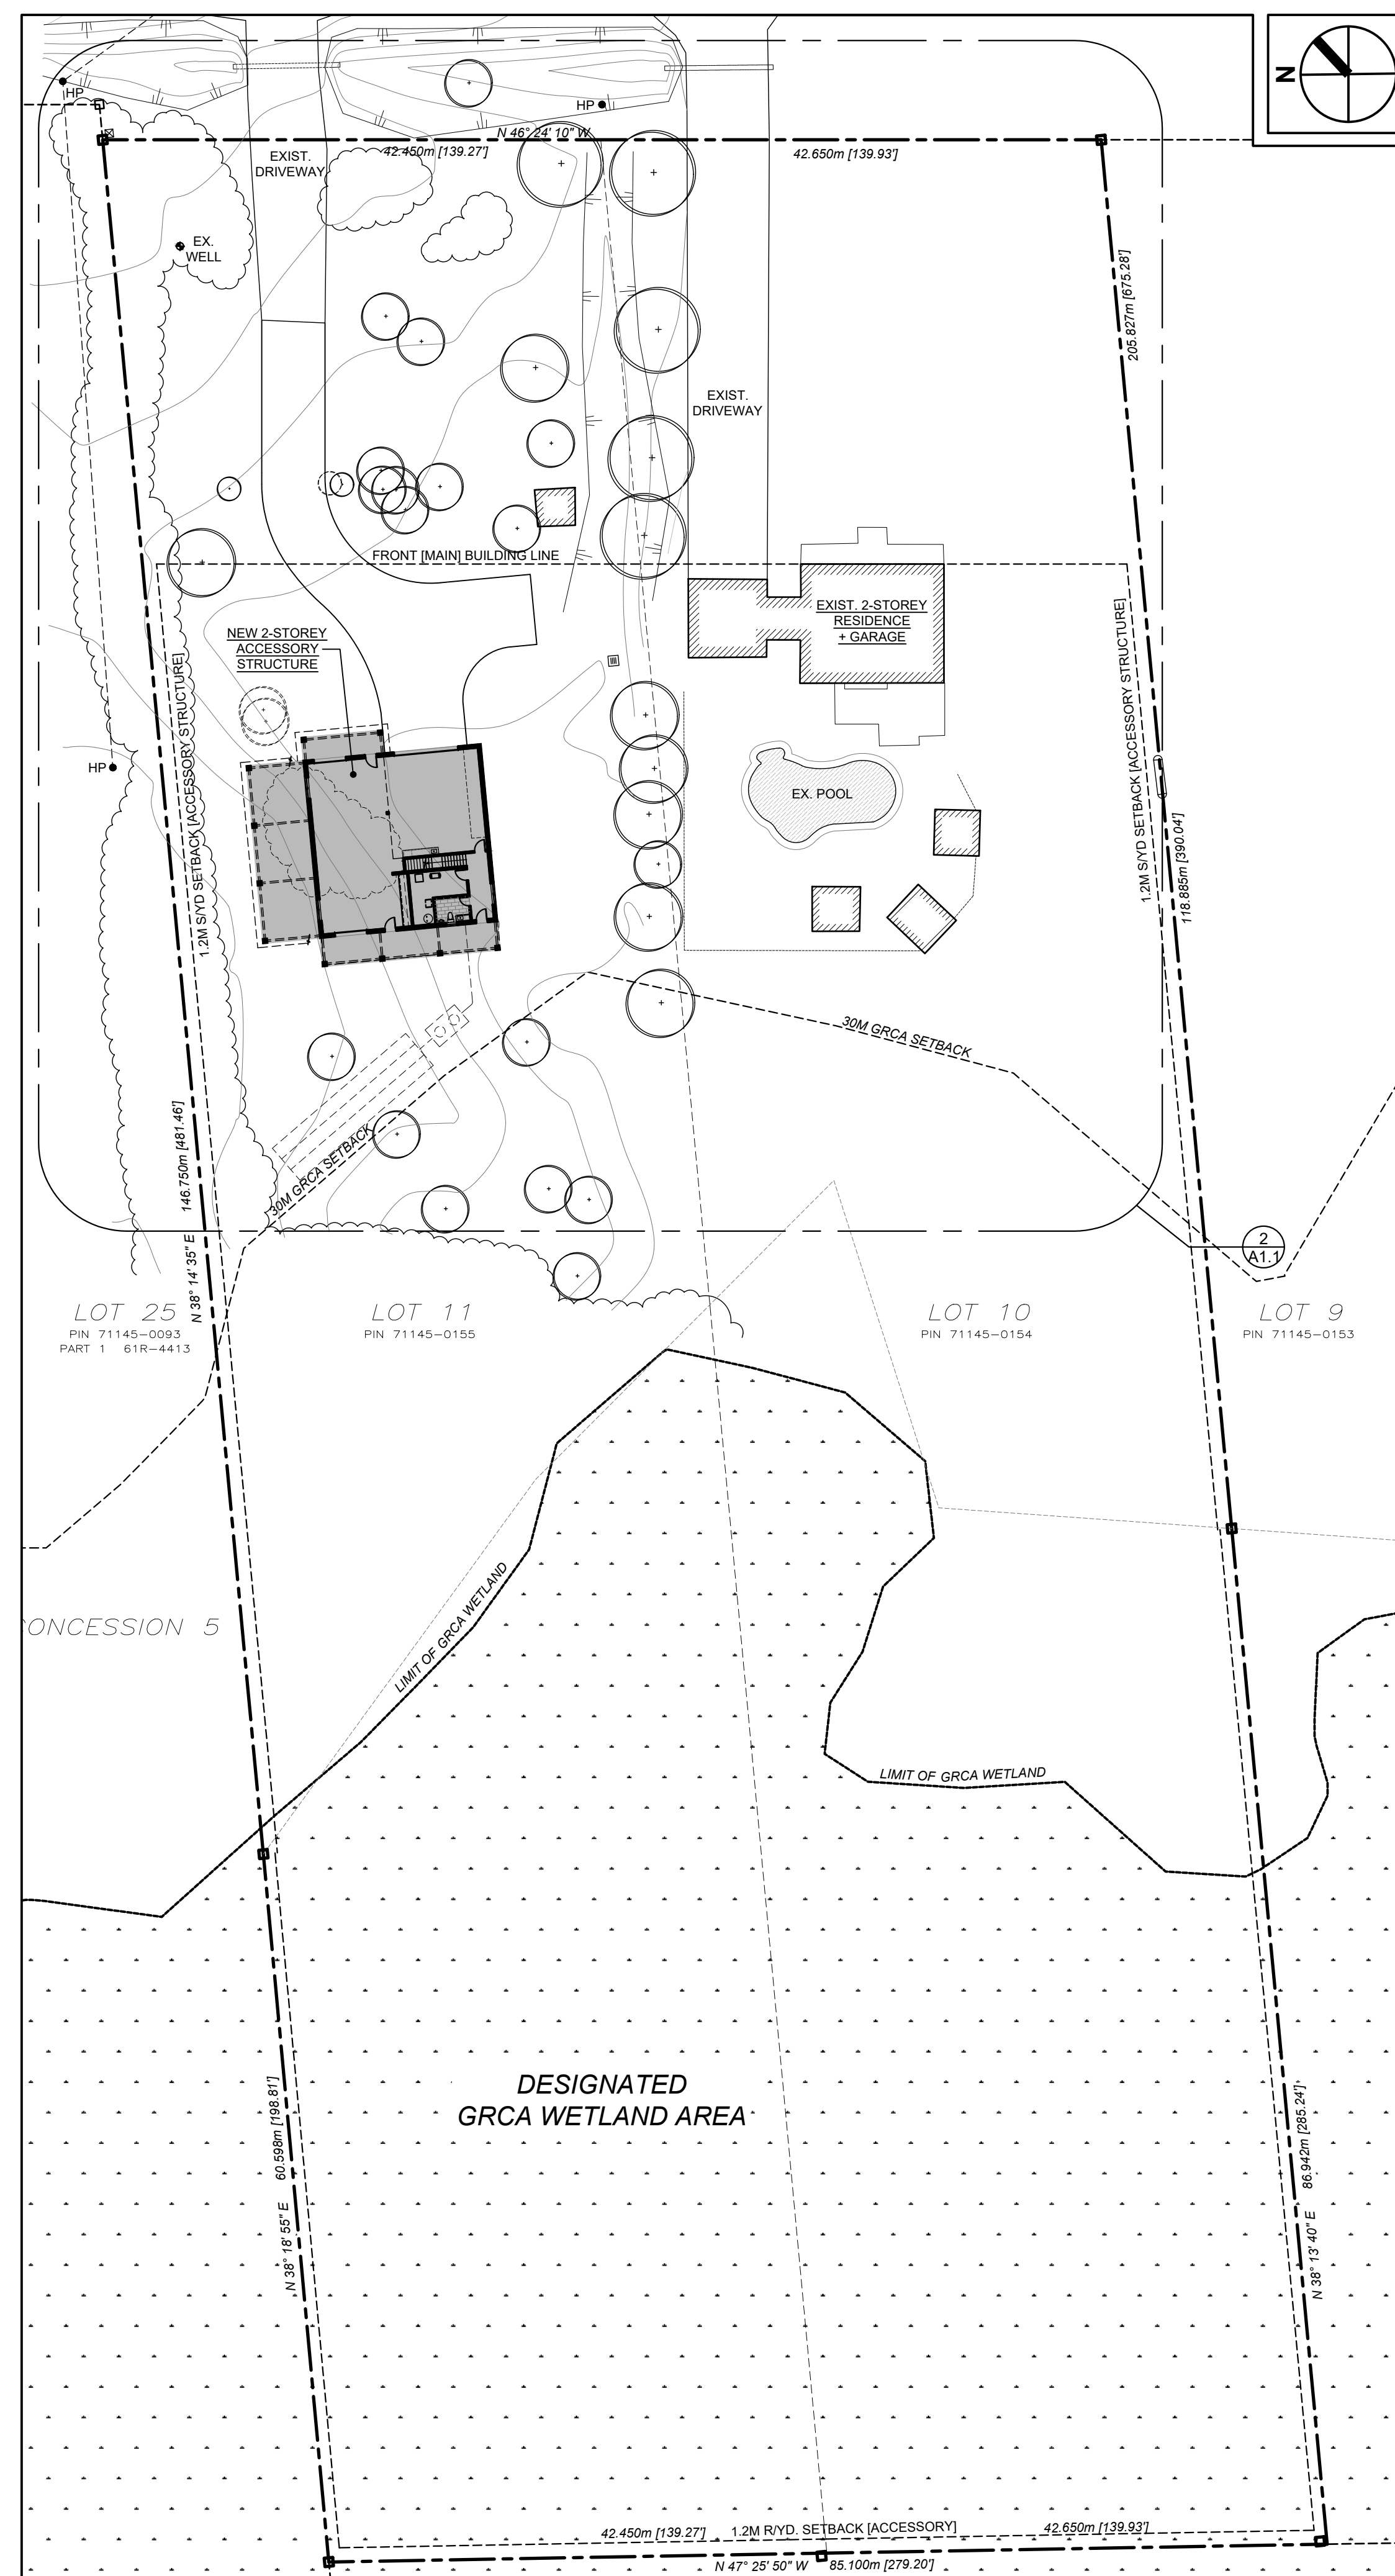 N
HP
HP
N 46° 24' 10" W
42.450m [139.27']
42.650m [139.93']
EXIST.
DRIVEWAY
EX.
WELL
205.827m [675.28']
EXIST.
DRIVEWAY
FRONT [MAIN] BUILDING LINE
EXIST. 2-STOREY
RESIDENCE
+ GARAGE
NEW 2-STOREY
ACCESSORY
STRUCTURE
1.2M S/YD SETBACK [ACCESSORY STRUCTURE]
1.2M S/YD SETBACK [ACCESSORY STRUCTURE]
HP
EX. POOL
118.885m [390.04']
30M GRCA SETBACK
30M GRCA SETBACK
146.750m [481.46']
N 38° 14' 35" E
2
A1.1
LOT 25
PIN 71145-0093
PART 1 61R-4413
LOT 11
PIN 71145-0155
LOT 10
PIN 71145-0154
LOT 9
PIN 71145-0153
LIMIT OF GRCA WETLAND
ONCESSION 5
LIMIT OF GRCA WETLAND
DESIGNATED
GRCA WETLAND AREA
60.598m [198.81']
N 38° 18' 55" E
86.942m [285.24']
N 38° 13' 40" E
42.450m [139.27']
1.2M R/YD. SETBACK [ACCESSORY]
42.650m [139.93']
N 47° 25' 50" W
85.100m [279.20']